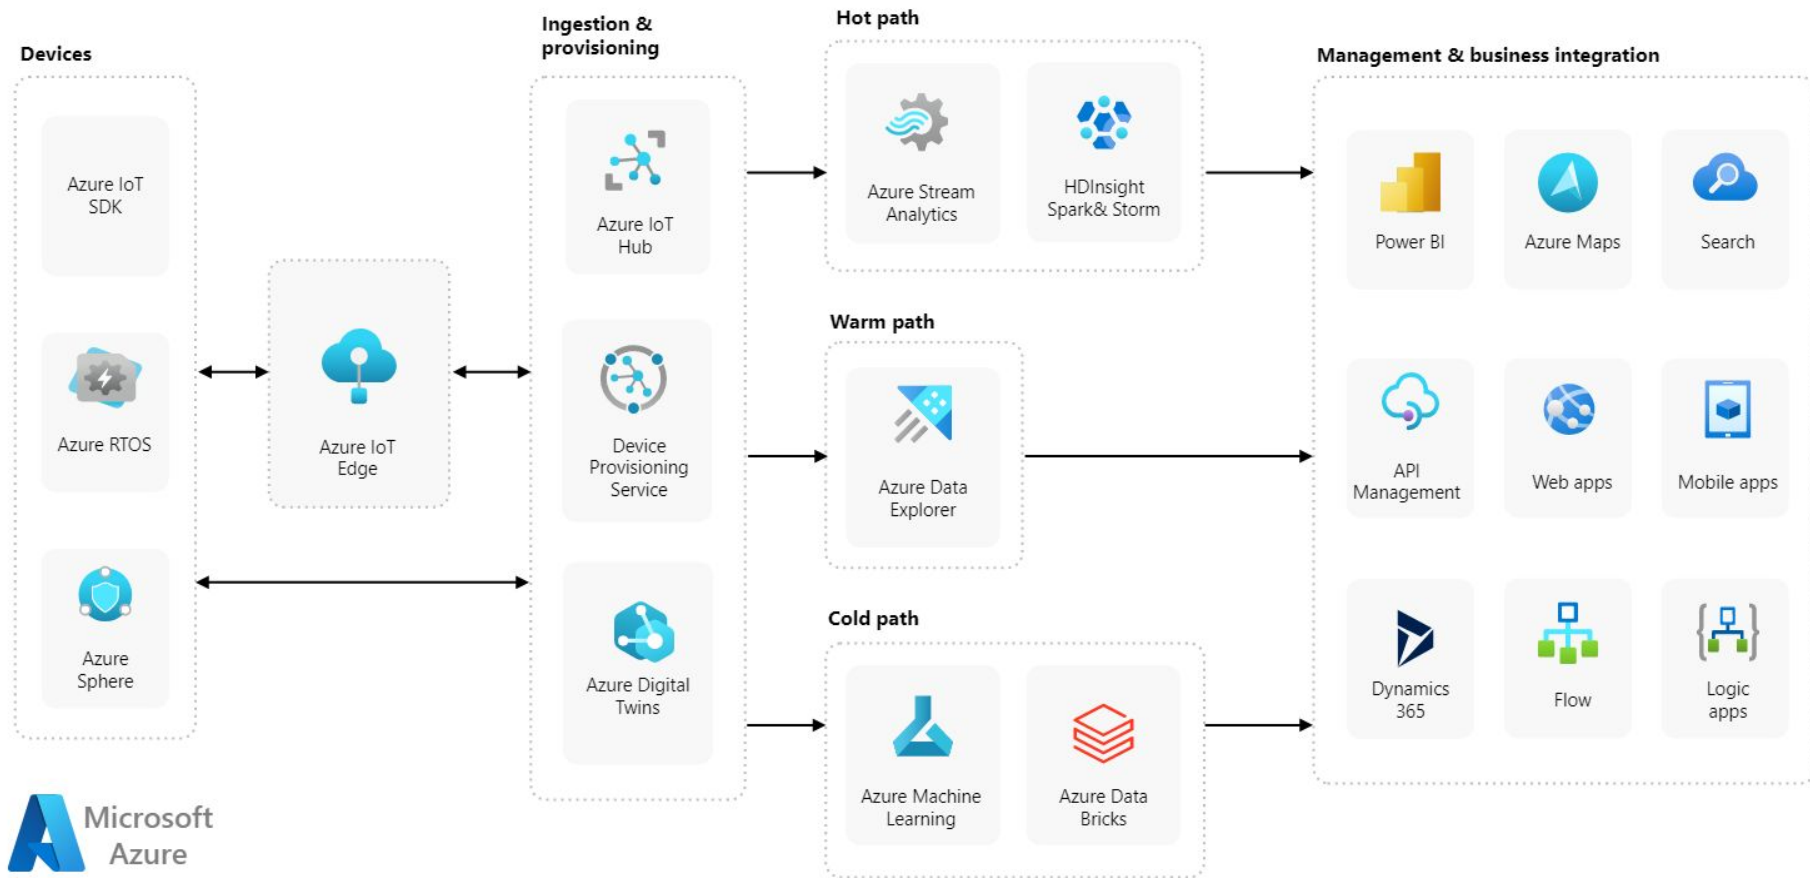 Devices
Azure IoT
SDK
Azure RTOS
Azure
Sphere
Azure IoT
Edge
Ingestion &
provisioning
Azure IoT
Hub
Device
Provisioning
Service
Azure Digital
Twins
Hot path
Azure Stream
Analytics
HDInsight
Spark& Storm
Warm path
Azure Data
Explorer
Cold path
Azure Machine
Learning
Azure Data
Bricks
Management & business integration
Power BI
Azure Maps
Search
API
Management
Web apps
Mobile apps
Dynamics
365
Flow
Logic
apps
Microsoft
Azure